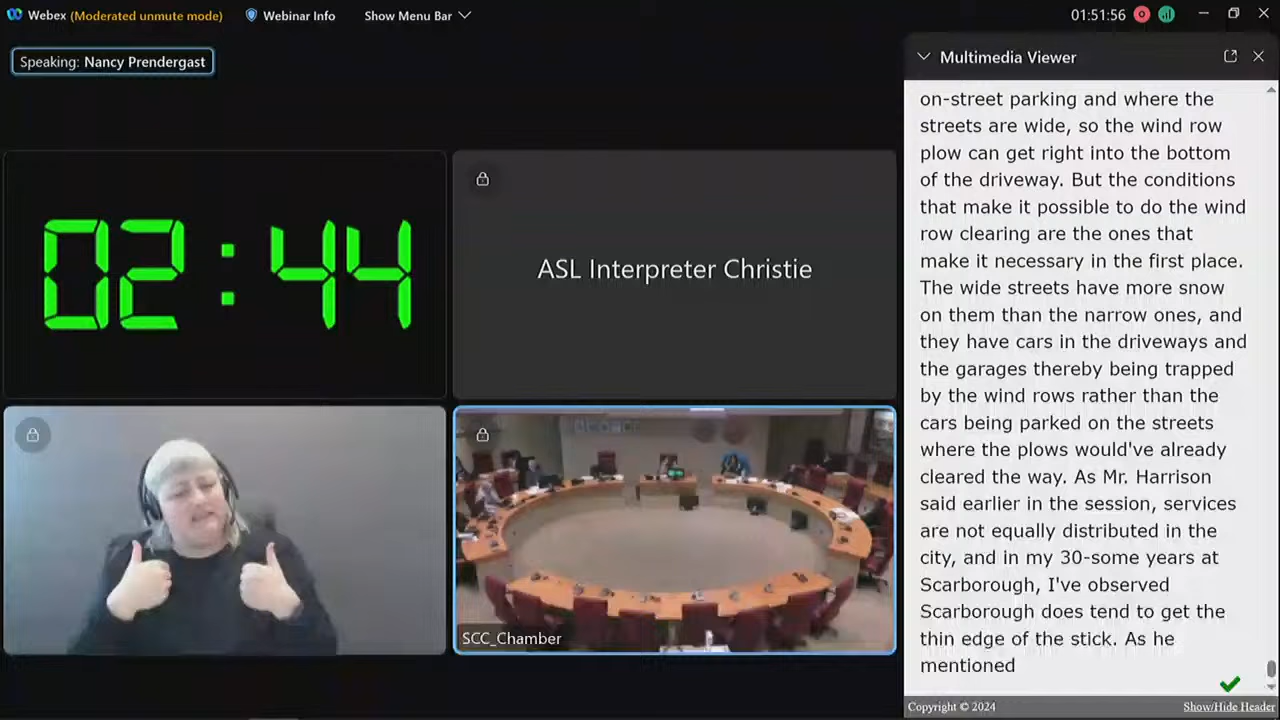 Webex (Moderated unmute mode) Webinar Info Show Menu Bar 01:51:56
Speaking: Nancy Prendergast
02:44
ASL Interpreter Christie
SCC_Chamber
Multimedia Viewer
on-street parking and where the
streets are wide, so the wind row
plow can get right into the bottom
of the driveway. But the conditions
that make it possible to do the wind
row clearing are the ones that
make it necessary in the first place.
The wide streets have more snow
on them than the narrow ones, and
they have cars in the driveways and
the garages thereby being trapped
by the wind rows rather than the
cars being parked on the streets
where the plows would've already
cleared the way. As Mr. Harrison
said earlier in the session, services
are not equally distributed in the
city, and in my 30-some years at
Scarborough, I've observed
Scarborough does tend to get the
thin edge of the stick. As he
mentioned
Copyright © 2024 Show/Hide Header